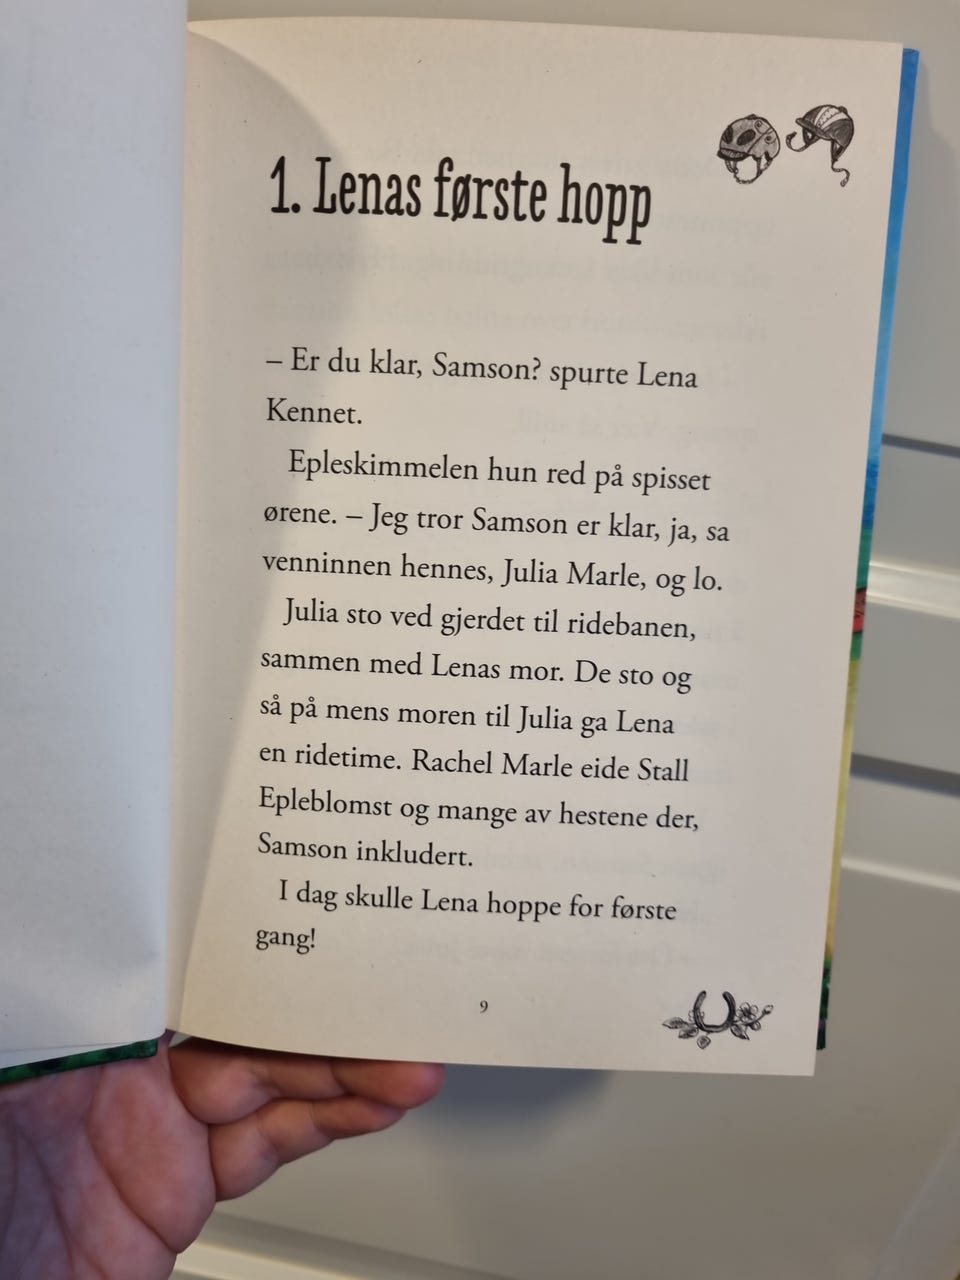 1. Lenas første hopp
– Er du klar, Samson? spurte Lena
Kennet.
Epleskimmelen hun red på spisset
ørene. – Jeg tror Samson er klar, ja, sa
venninnen hennes, Julia Marle, og lo.
Julia sto ved gjerdet til ridebanen,
sammen med Lenas mor. De sto og
så på mens moren til Julia ga Lena
en ridetime. Rachel Marle eide Stall
Epleblomst og mange av hestene der,
Samson inkludert.
I dag skulle Lena hoppe for første
gang!
9